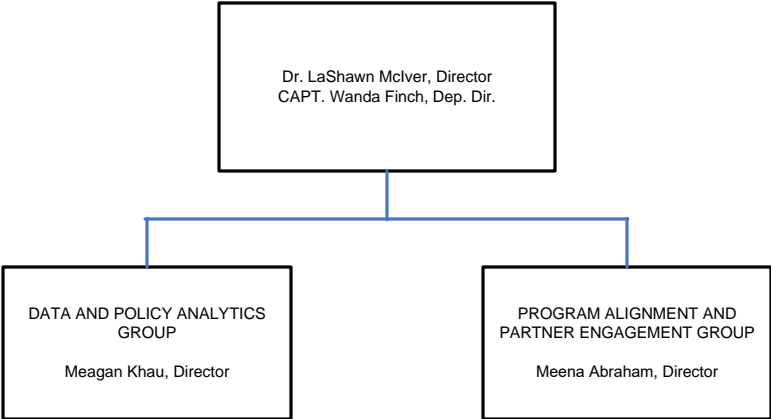 Dr. LaShawn McIver, Director
CAPT. Wanda Finch, Dep. Dir.
DATA AND POLICY ANALYTICS
GROUP
Meagan Khau, Director
PROGRAM ALIGNMENT AND
PARTNER ENGAGEMENT GROUP
Meena Abraham, Director